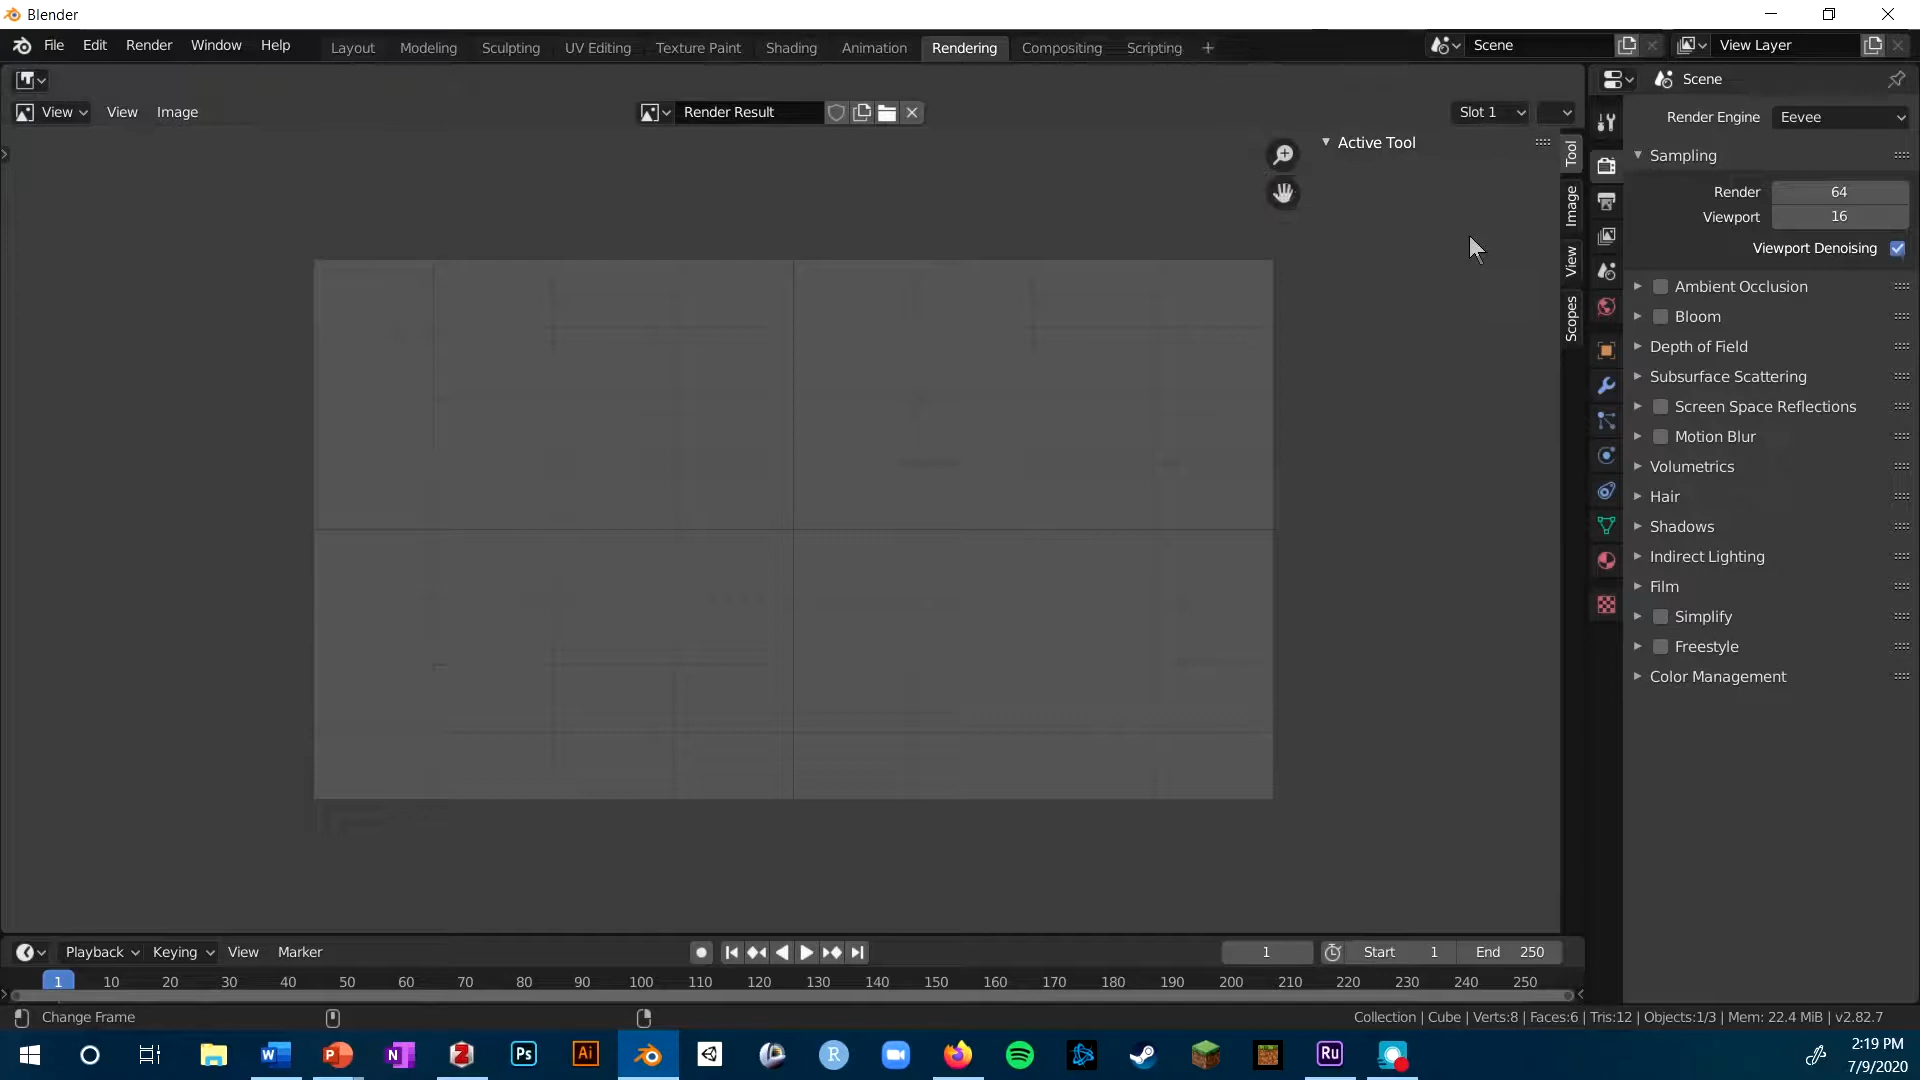 Blender
File Edit Render Window Help Layout Modeling Sculpting UV Editing Texture Paint Shading Animation Rendering Compositing Scripting + Scene View Layer
Scene
View View Image Render Result Slot 1
Render Engine Eevee
Active Tool
Tool
Image
View
Scopes
Sampling
Render 64
Viewport 16
Viewport Denoising
Ambient Occlusion
Bloom
Depth of Field
Subsurface Scattering
Screen Space Reflections
Motion Blur
Volumetrics
Hair
Shadows
Indirect Lighting
Film
Simplify
Freestyle
Color Management
Playback Keying View Marker 1 Start 1 End 250
1 10 20 30 40 50 60 70 80 90 100 110 120 130 140 150 160 170 180 190 200 210 220 230 240 250
Change Frame Collection | Cube | Verts:8 | Faces:6 | Tris:12 | Objects:1/3 | Mem: 22.4 MiB | v2.82.7
W P N Z Ps Ai R Ru 2:19 PM
7/9/2020